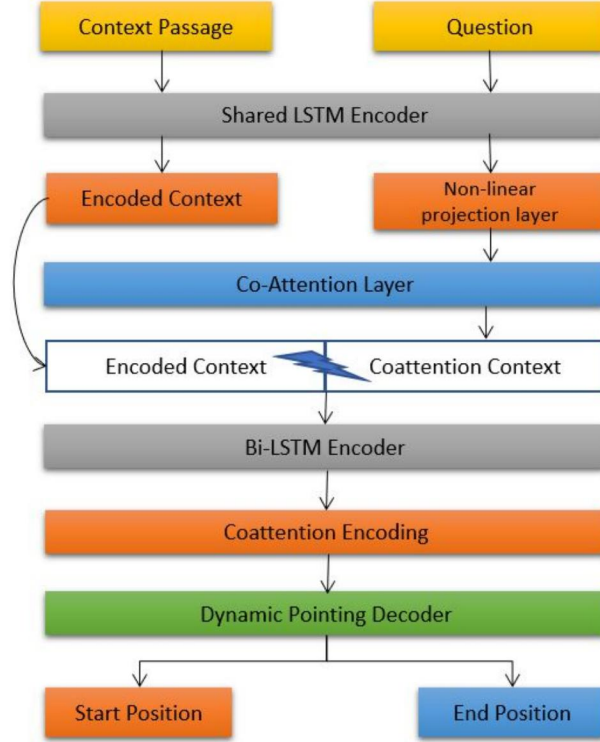 Context Passage
Question
Shared LSTM Encoder
Encoded Context
Non-linear
projection layer
Co-Attention Layer
Encoded Context
Coattention Context
Bi-LSTM Encoder
Coattention Encoding
Dynamic Pointing Decoder
Start Position
End Position